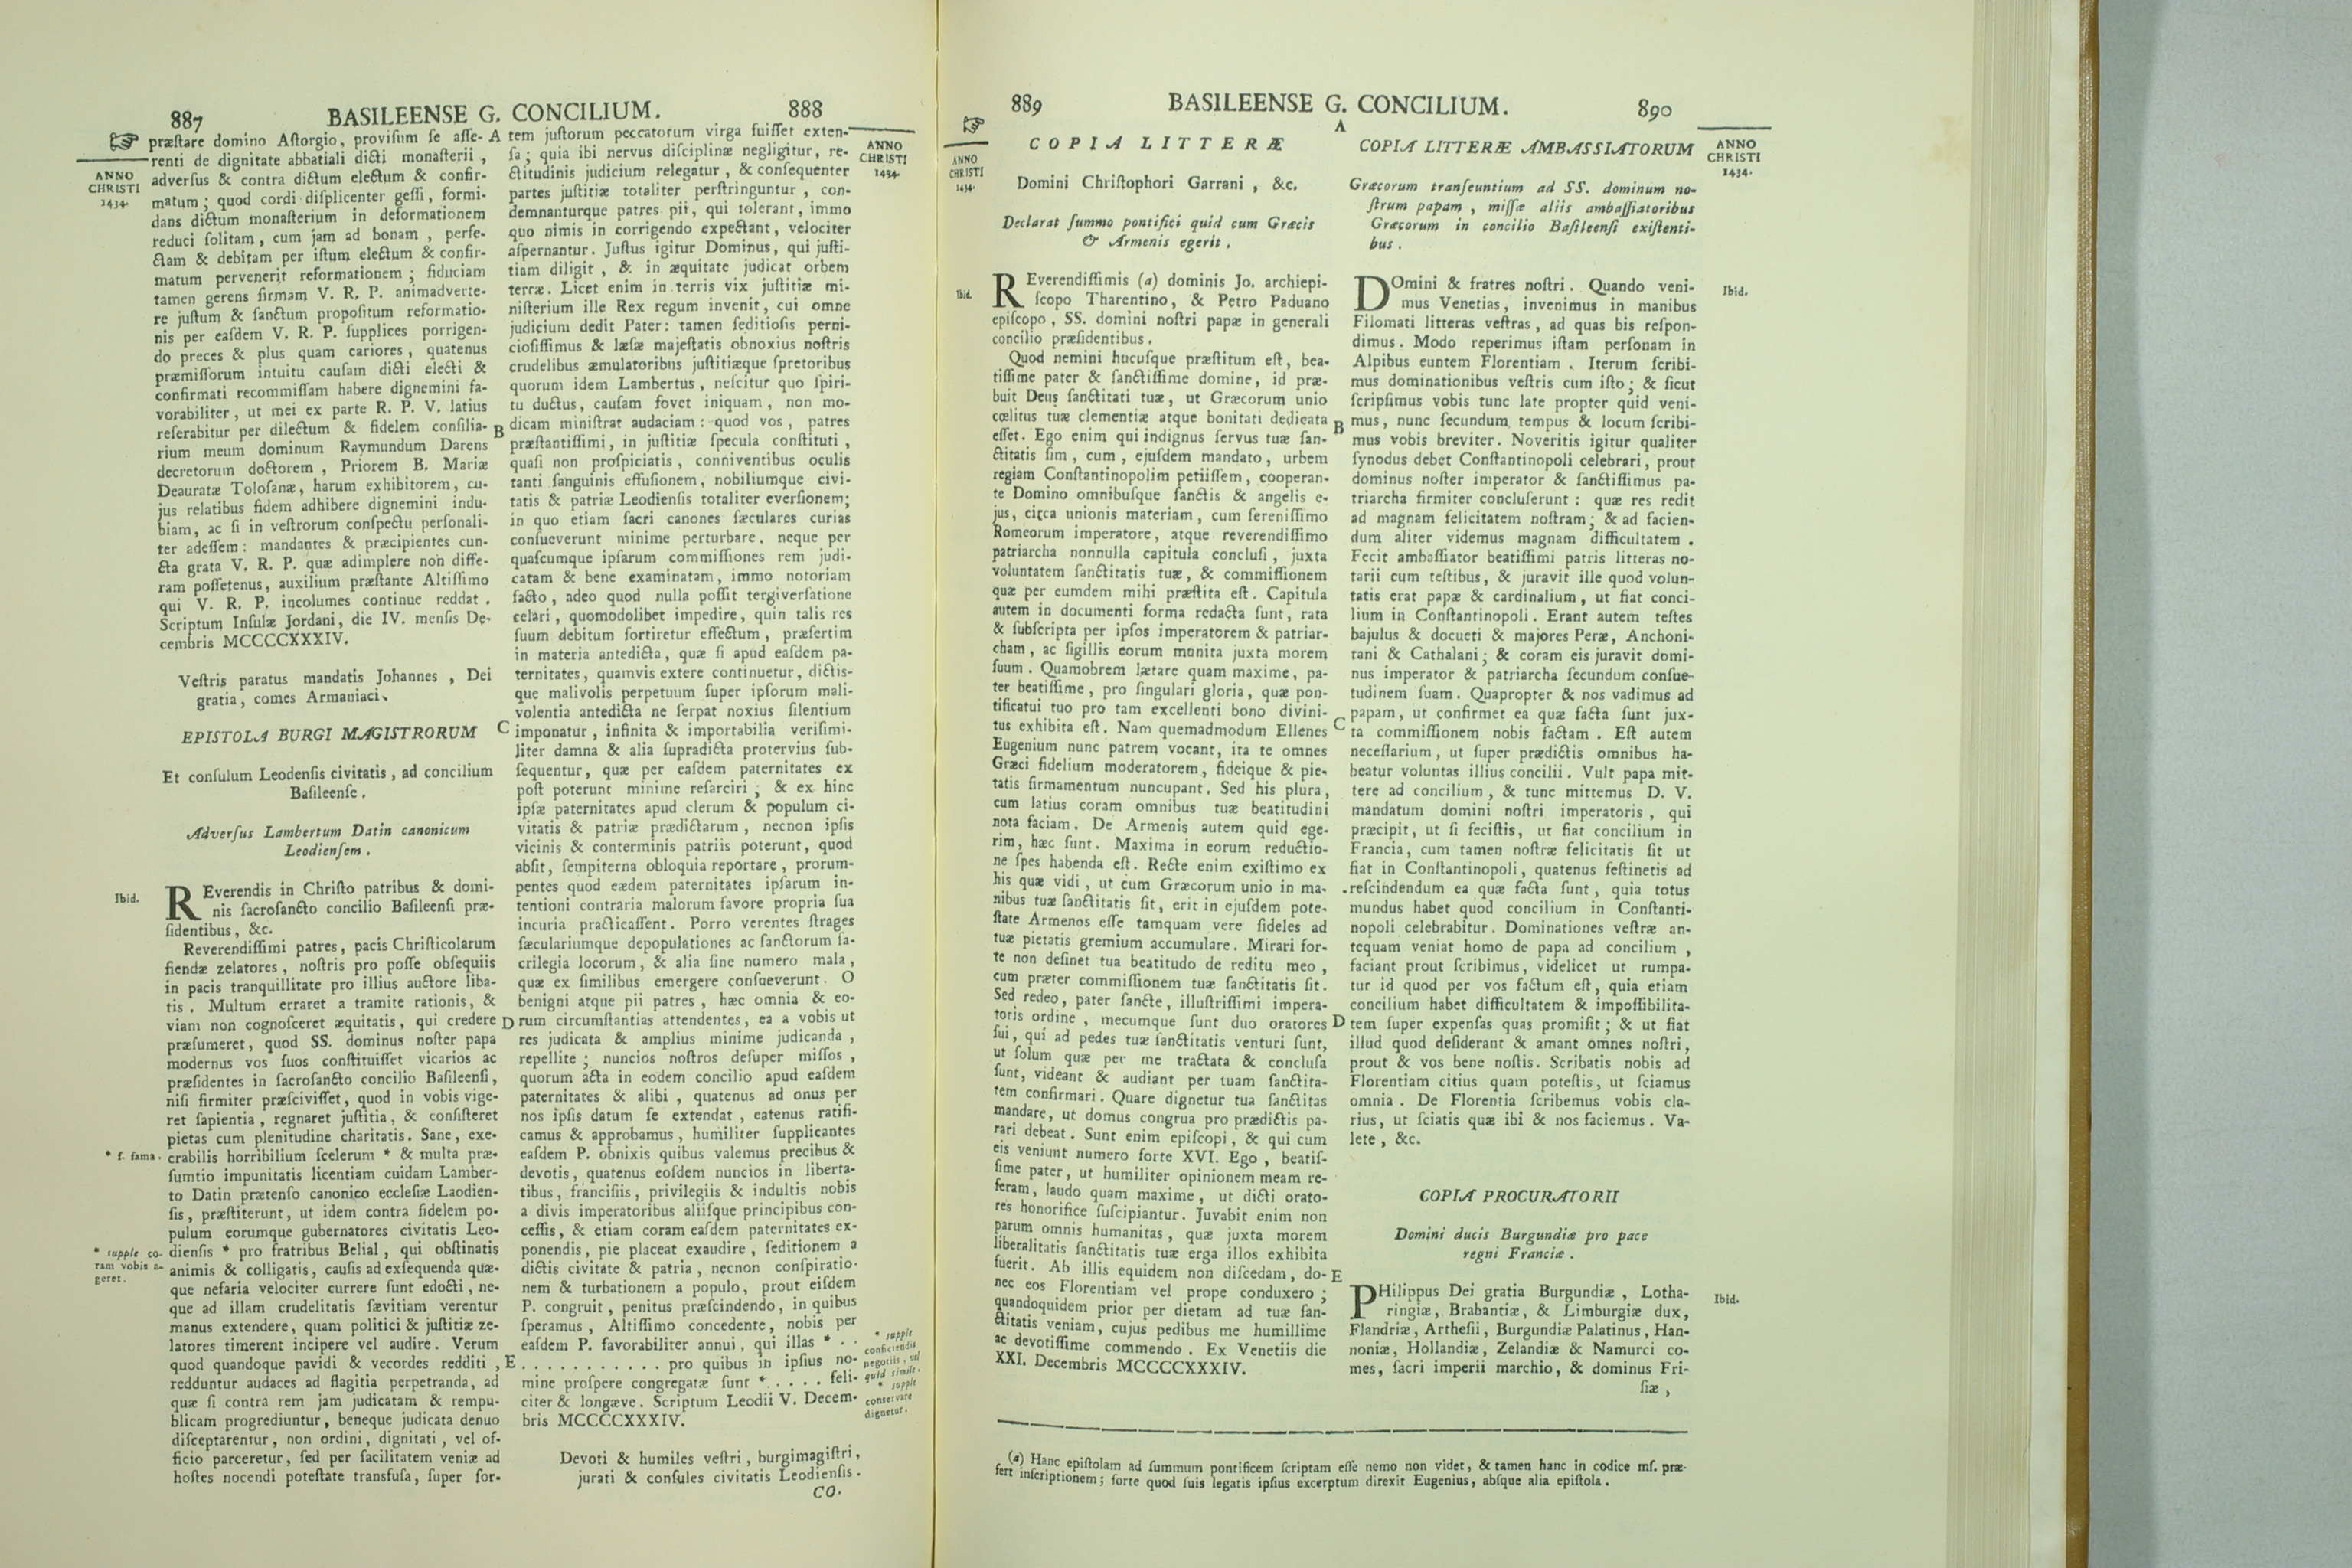 887 BASILEENSE G. CONCILIUM. 888
ANNO
CHRISTI
1434.
præſtare domino Aſtorgio, proviſum ſe aſſe-
renti de dignitate abbatiali dicti monaſterii,
adverſus & contra dictum electum & confir-
matum; quod cordi diſplicenter geſſi, formi-
dans dictum monaſterium in deformationem
reduci ſolitam, cum jam ad bonam, perfe-
ctam & debitam per iſtum electum & confir-
matum pervenerit reformationem; fiduciam
tamen gerens firmam V. R. P. animadverte-
re juſtum & ſanctum propoſitum reformatio-
nis per eaſdem V. R. P. ſupplices porrigen-
do preces & plus quam cariores, quatenus
præmiſſorum intuitu cauſam dicti electi &
confirmati recommiſſam habere dignemini fa-
vorabiliter, ut mei ex parte R. P. V. latius
referabitur per dilectum & fidelem conſilia-
rium meum dominum Raymundum Darens
decretorum doctorem, Priorem B. Mariæ
Deauratæ Toloſanæ, harum exhibitorem, cu-
jus relatibus fidem adhibere dignemini indu-
biam, ac ſi in veſtrorum conſpectu perſonali-
ter adeſſem: mandantes & præcipientes cun-
cta grata V. R. P. quæ adimplere non diffe-
ram poſſetenus, auxilium præſtante Altiſſimo
qui V. R. P. incolumes continue reddat.
Scriptum Inſulæ Jordani, die IV. menſis De-
cembris MCCCCXXXIV.
Veſtris paratus mandatis Johannes, Dei
gratia, comes Armaniaci.
EPISTOLA BURGI MAGISTRORUM
Et conſulum Leodenſis civitatis, ad concilium
Baſileenſe.
Adverſus Lambertum Datin canonicum
Leodienſem.
Ibid.
REverendis in Chriſto patribus & domi-
nis ſacroſancto concilio Baſileenſi præ-
ſidentibus, &c.
Reverendiſſimi patres, pacis Chriſticolarum
fiendæ zelatores, noſtris pro poſſe obſequiis
in pacis tranquillitate pro illius auctore liba-
tis. Multum erraret a tramite rationis, &
viam non cognoſceret æquitatis, qui credere
præſumeret, quod SS. dominus noſter papa
modernus vos ſuos conſtituiſſet vicarios ac
præſidentes in ſacroſancto concilio Baſileenſi,
niſi firmiter præſciviſſet, quod in vobis vige-
ret ſapientia, regnaret juſtitia, & conſiſteret
pietas cum plenitudine charitatis. Sane, exe-
* f. fama.
crabilis horribilium ſcelerum * & multa præ-
ſumtio impunitatis licentiam cuidam Lamber-
to Datin prætenſo canonico eccleſiæ Laodien-
ſis, præſtiterunt, ut idem contra fidelem po-
pulum eorumque gubernatores civitatis Leo-
* ſupple co-
ram vobis a-
geret.
dienſis * pro fratribus Belial, qui obſtinatis
animis & colligatis, cauſis ad exſequenda quæ-
que nefaria velociter currere ſunt edocti, ne-
que ad illam crudelitatis ſævitiam verentur
manus extendere, quam politici & juſtitiæ ze-
latores timerent incipere vel audire. Verum
quod quandoque pavidi & vecordes redditi,
redduntur audaces ad flagitia perpetranda, ad
quæ ſi contra rem jam judicatam & rempu-
blicam progrediuntur, beneque judicata denuo
diſceptarentur, non ordini, dignitati, vel of-
ficio parceretur, ſed per facilitatem veniæ ad
hoſtes nocendi poteſtate transfuſa, ſuper ſor-
A
B
C
D
E
tem juſtorum peccatorum virga fuiſſet exten-
ſa; quia ibi nervus diſciplinæ negligitur, re-
ctitudinis judicium relegatur, & conſequenter
partes juſtitiæ totaliter perſtringuntur, con-
demnanturque patres pii, qui tolerant, immo
quo nimis in corrigendo expectant, velociter
aſpernantur. Juſtus igitur Dominus, qui juſti-
tiam diligit, & in æquitate judicat orbem
terræ. Licet enim in terris vix juſtitiæ mi-
niſterium ille Rex regum invenit, cui omne
judicium dedit Pater: tamen ſeditioſis perni-
cioſiſſimus & læſæ majeſtatis obnoxius noſtris
crudelibus æmulatoribus juſtitiæque ſpretoribus
quorum idem Lambertus, neſcitur quo ſpiri-
tu ductus, cauſam fovet iniquam, non mo-
dicam miniſtrat audaciam: quod vos, patres
præſtantiſſimi, in juſtitiæ ſpecula conſtituti,
quaſi non proſpiciatis, conniventibus oculis
tanti ſanguinis effuſionem, nobiliumque civi-
tatis & patriæ Leodienſis totaliter everſionem;
in quo etiam ſacri canones ſæculares curias
conſueverunt minime perturbare, neque per
quaſcumque ipſarum commiſſiones rem judi-
catam & bene examinatam, immo notoriam
facto, adeo quod nulla poſſit tergiverſatione
celari, quomodolibet impedire, quin talis res
ſuum debitum ſortiretur effectum, præſertim
in materia antedicta, quæ ſi apud eaſdem pa-
ternitates, quamvis extere continuetur, dictis-
que malivolis perpetuum ſuper ipſorum mali-
volentia antedicta ne ſerpat noxius ſilentium
imponatur, infinita & importabilia veriſimi-
liter damna & alia ſupradicta protervius ſub-
ſequentur, quæ per eaſdem paternitates ex
poſt poterunt minime reſarciri; & ex hinc
ipſæ paternitates apud clerum & populum ci-
vitatis & patriæ prædictarum, necnon ipſis
vicinis & conterminis patriis poterunt, quod
abſit, ſempiterna obloquia reportare, prorum-
pentes quod eædem paternitates ipſarum in-
tentioni contraria malorum favore propria ſua
incuria practicaſſent. Porro verentes ſtrages
ſæculariumque depopulationes ac ſanctorum ſa-
crilegia locorum, & alia ſine numero mala,
quæ ex ſimilibus emergere conſueverunt. O
benigni atque pii patres, hæc omnia & eo-
rum circumſtantias attendentes, ea a vobis ut
res judicata & amplius minime judicanda,
repellite; nuncios noſtros deſuper miſſos,
quorum acta in eodem concilio apud eaſdem
paternitates & alibi, quatenus ad onus per
nos ipſis datum ſe extendat, eatenus ratifi-
camus & approbamus, humiliter ſupplicantes
eaſdem P. obnixis quibus valemus precibus &
devotis, quatenus eoſdem nuncios in liberta-
tibus, franciſiis, privilegiis & indultis nobis
a divis imperatoribus aliiſque principibus con-
ceſſis, & etiam coram eaſdem paternitates ex-
ponendis, pie placeat exaudire, ſeditionem a
dictis civitate & patria, necnon conſpiratio-
nem & turbationem a populo, prout eiſdem
P. congruit, penitus præſcindendo, in quibus
ſperamus, Altiſſimo concedente, nobis per
eaſdem P. favorabiliter annui, qui illas * . .
. . . . . . . . . . . pro quibus in ipſius no-
mine proſpere congregatæ ſunt * . . . . . feli-
citer & longæve. Scriptum Leodii V. Decem-
bris MCCCCXXXIV.
Devoti & humiles veſtri, burgimagiſtri,
jurati & conſules civitatis Leodienſis.
CO-
ANNO
CHRISTI
1434.
* ſupple
conficiendis
negotiis, vel
quid ſimile.
* ſupple
conservare
dignetur.
889 BASILEENSE G. CONCILIUM. 890
ANNO
CHRISTI
1434.
COPIA LITTERÆ
Domini Chriſtophori Garrani, &c.
Declarat ſummo pontifici quid cum Græcis
& Armenis egerit.
Ibid.
REverendiſſimis (a) dominis Jo. archiepi-
ſcopo Tharentino, & Petro Paduano
epiſcopo, SS. domini noſtri papæ in generali
concilio præſidentibus.
Quod nemini hucuſque præſtitum eſt, bea-
tiſſime pater & ſanctiſſime domine, id præ-
buit Deus ſanctitati tuæ, ut Græcorum unio
cœlitus tuæ clementiæ atque bonitati dedicata
eſſet. Ego enim qui indignus ſervus tuæ ſan-
ctitatis ſim, cum, ejuſdem mandato, urbem
regiam Conſtantinopolim petiiſſem, cooperan-
te Domino omnibuſque ſanctis & angelis e-
jus, circa unionis materiam, cum ſereniſſimo
Romeorum imperatore, atque reverendiſſimo
patriarcha nonnulla capitula concluſi, juxta
voluntatem ſanctitatis tuæ, & commiſſionem
quæ per eumdem mihi præſtita eſt. Capitula
autem in documenti forma redacta ſunt, rata
& ſubſcripta per ipſos imperatorem & patriar-
cham, ac ſigillis eorum munita juxta morem
ſuum. Quamobrem lætare quam maxime, pa-
ter beatiſſime, pro ſingulari gloria, quæ pon-
tificatui tuo pro tam excellenti bono divini-
tus exhibita eſt. Nam quemadmodum Ellenes
Eugenium nunc patrem vocant, ita te omnes
Græci fidelium moderatorem, fideique & pie-
tatis firmamentum nuncupant. Sed his plura,
cum latius coram omnibus tuæ beatitudini
nota faciam. De Armenis autem quid ege-
rim, hæc ſunt. Maxima in eorum reductio-
ne ſpes habenda eſt. Recte enim exiſtimo ex
his quæ vidi, ut cum Græcorum unio in ma-
nibus tuæ ſanctitatis ſit, erit in ejuſdem pote-
ſtate Armenos eſſe tamquam vere fideles ad
tuæ pietatis gremium accumulare. Mirari for-
te non definet tua beatitudo de reditu meo,
cum præter commiſſionem tuæ ſanctitatis ſit.
Sed redeo, pater ſancte, illuſtriſſimi impera-
toris ordine, mecumque ſunt duo oratores
ſui, qui ad pedes tuæ ſanctitatis venturi ſunt,
ut ſolum quæ per me tractata & concluſa
ſunt, videant & audiant per tuam ſanctita-
tem confirmari. Quare dignetur tua ſanctitas
mandare, ut domus congrua pro prædictis pa-
rari debeat. Sunt enim epiſcopi, & qui cum
eis veniunt numero forte XVI. Ego, beatiſ-
ſime pater, ut humiliter opinionem meam re-
feram, laudo quam maxime, ut dicti orato-
res honorifice ſuſcipiantur. Juvabit enim non
parum omnis humanitas, quæ juxta morem
liberalitatis ſanctitatis tuæ erga illos exhibita
fuerit. Ab illis equidem non diſcedam, do-
nec eos Florentiam vel prope conduxero;
quandoquidem prior per dietam ad tuæ ſan-
ctitatis veniam, cujus pedibus me humillime
ac devotiſſime commendo. Ex Venetiis die
XXI. Decembris MCCCCXXXIV.
A
B
C
D
E
COPIA LITTERÆ AMBASSIATORUM
Græcorum tranſeuntium ad SS. dominum no-
ſtrum papam, miſſæ aliis ambaſſiatoribus
Græcorum in concilio Baſileenſi exiſtenti-
bus.
ANNO
CHRISTI
1434.
Ibid.
DOmini & fratres noſtri. Quando veni-
mus Venetias, invenimus in manibus
Filomati litteras veſtras, ad quas bis reſpon-
dimus. Modo reperimus iſtam perſonam in
Alpibus euntem Florentiam. Iterum ſcribi-
mus dominationibus veſtris cum iſto; & ſicut
ſcripſimus vobis tunc late propter quid veni-
mus, nunc ſecundum tempus & locum ſcribi-
mus vobis breviter. Noveritis igitur qualiter
ſynodus debet Conſtantinopoli celebrari, prout
dominus noſter imperator & ſanctiſſimus pa-
triarcha firmiter concluſerunt: quæ res redit
ad magnam felicitatem noſtram; & ad facien-
dum aliter videmus magnam difficultatem.
Fecit ambaſſiator beatiſſimi patris litteras no-
tarii cum teſtibus, & juravit ille quod volun-
tatis erat papæ & cardinalium, ut fiat conci-
lium in Conſtantinopoli. Erant autem teſtes
bajulus & docueti & majores Peræ, Anchoni-
tani & Cathalani; & coram eis juravit domi-
nus imperator & patriarcha ſecundum conſue-
tudinem ſuam. Quapropter & nos vadimus ad
papam, ut confirmet ea quæ facta ſunt jux-
ta commiſſionem nobis factam. Eſt autem
neceſſarium, ut ſuper prædictis omnibus ha-
beatur voluntas illius concilii. Vult papa mit-
tere ad concilium, & tunc mittemus D. V.
mandatum domini noſtri imperatoris, qui
præcipit, ut ſi feciſtis, ut fiat concilium in
Francia, cum tamen noſtræ felicitatis ſit ut
fiat in Conſtantinopoli, quatenus feſtinetis ad
reſcindendum ea quæ facta ſunt, quia totus
mundus habet quod concilium in Conſtanti-
nopoli celebrabitur. Dominationes veſtræ an-
tequam veniat homo de papa ad concilium,
faciant prout ſcribimus, videlicet ut rumpa-
tur id quod per vos factum eſt, quia etiam
concilium habet difficultatem & impoſſibilita-
tem ſuper expenſas quas promiſit; & ut fiat
illud quod deſiderant & amant omnes noſtri,
prout & vos bene noſtis. Scribatis nobis ad
Florentiam citius quam poteſtis, ut ſciamus
omnia. De Florentia ſcribemus vobis cla-
rius, ut ſciatis quæ ibi & nos faciemus. Va-
lete, &c.
COPIA PROCURATORII
Domini ducis Burgundiæ pro pace
regni Franciæ.
Ibid.
PHilippus Dei gratia Burgundiæ, Lotha-
ringiæ, Brabantiæ, & Limburgiæ dux,
Flandriæ,Artheſii, Burgundiæ Palatinus, Han-
noniæ, Hollandiæ, Zelandiæ & Namurci co-
mes, ſacri imperii marchio, & dominus Fri-
ſiæ,
(a) Hanc epiſtolam ad ſummum pontificem ſcriptam eſſe nemo non videt, & tamen hanc in codice mſ. præ-
fert inſcriptionem; forte quod ſuis legatis ipſius excerptum direxit Eugenius, abſque alia epiſtola.